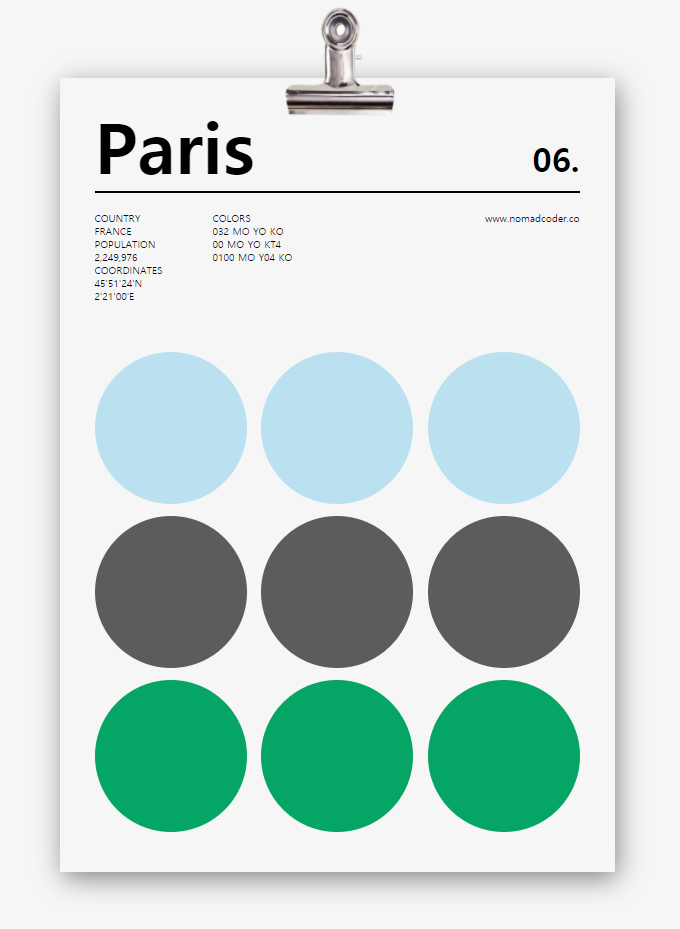 Paris
06.
COUNTRY
FRANCE
POPULATION
2,249,976
COORDINATES
45'51'24'N
2'21'00'E
COLORS
032 MO YO KO
00 MO YO KT4
0100 MO Y04 KO
www.nomadcoder.co